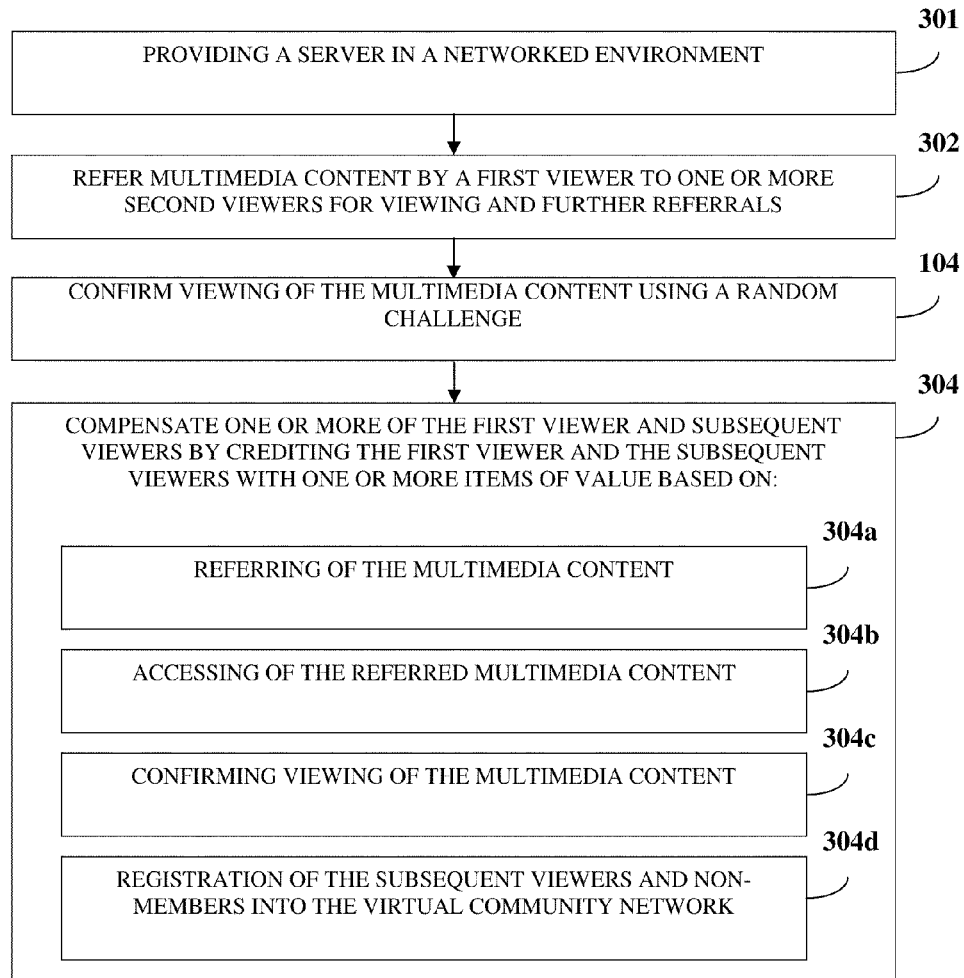 301
PROVIDING A SERVER IN A NETWORKED ENVIRONMENT
302
REFER MULTIMEDIA CONTENT BY A FIRST VIEWER TO ONE OR MORE
SECOND VIEWERS FOR VIEWING AND FURTHER REFERRALS
104
CONFIRM VIEWING OF THE MULTIMEDIA CONTENT USING A RANDOM
CHALLENGE
304
COMPENSATE ONE OR MORE OF THE FIRST VIEWER AND SUBSEQUENT
VIEWERS BY CREDITING THE FIRST VIEWER AND THE SUBSEQUENT
VIEWERS WITH ONE OR MORE ITEMS OF VALUE BASED ON:
304a
REFERRING OF THE MULTIMEDIA CONTENT
304b
ACCESSING OF THE REFERRED MULTIMEDIA CONTENT
304c
CONFIRMING VIEWING OF THE MULTIMEDIA CONTENT
304d
REGISTRATION OF THE SUBSEQUENT VIEWERS AND NON-
MEMBERS INTO THE VIRTUAL COMMUNITY NETWORK